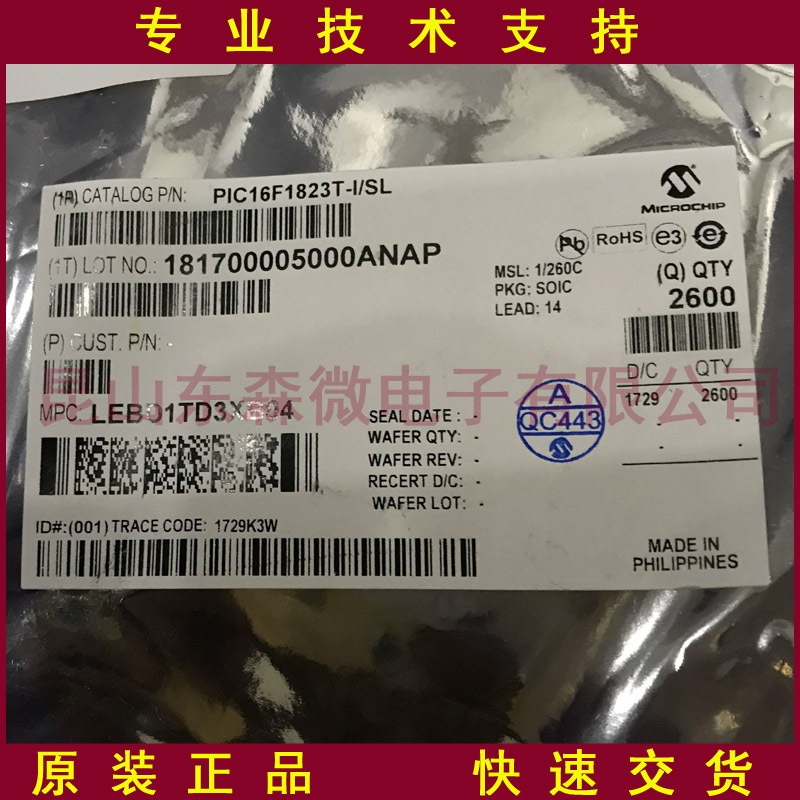 专业技术支持
(1P) CATALOG P/N: PIC16F1823T-I/SL
MICROCHIP
(1T) LOT NO.: 181700005000ANAP
Pb RoHS e3 e
MSL: 1/260C
PKG: SOIC
LEAD: 14
(Q) QTY
2600
(P) CUST. P/N: -
昆山东森微电子有限公司
D/C QTY
1729 2600
- -
- -
MPC: 
A
QC443
SEAL DATE : -
WAFER QTY: -
WAFER REV: -
RECERT D/C: -
WAFER LOT: -
ID#:(001) TRACE CODE: 1729K3W
MADE IN
PHILIPPINES
原装正品 快速交货